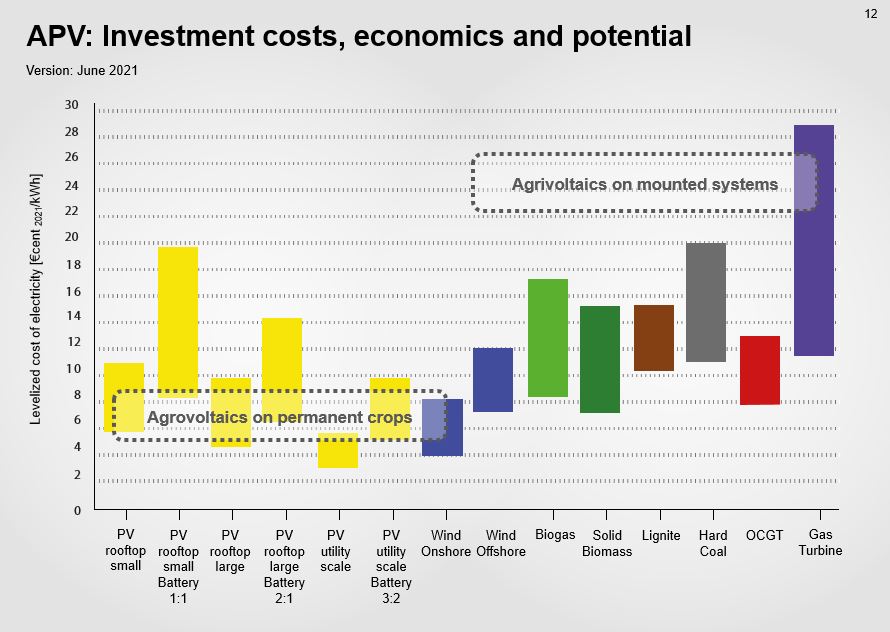 12
APV: Investment costs, economics and potential
Version: June 2021
Levelized cost of electricity [€cent 2021/kWh]
30
28
26
24
22
20
18
16
14
12
10
8
6
4
2
0
Agrivoltaics on mounted systems
Agrovoltaics on permanent crops
PV
rooftop
small
PV
rooftop
small
Battery
1:1
PV
rooftop
large
PV
rooftop
large
Battery
2:1
PV
utility
scale
PV
utility
scale
Battery
3:2
Wind
Onshore
Wind
Offshore
Biogas
Solid
Biomass
Lignite
Hard
Coal
OCGT
Gas
Turbine